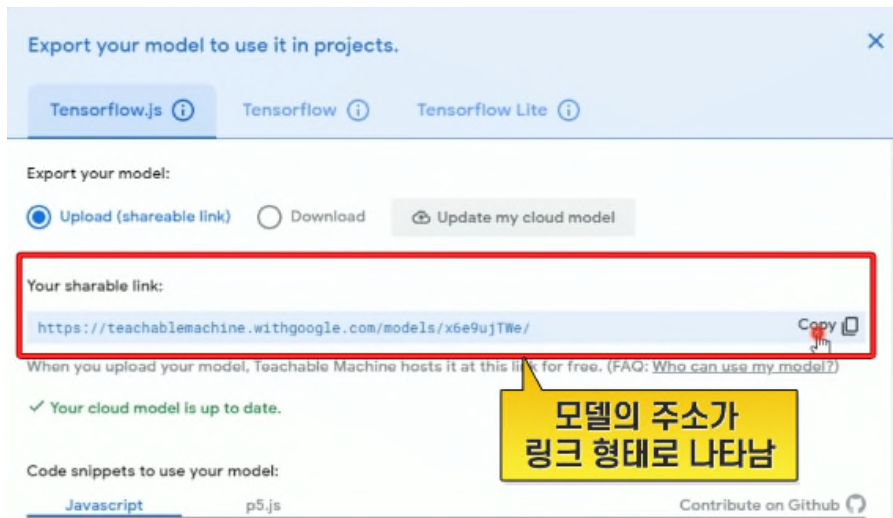 Export your model to use it in projects.
Tensorflow.js Tensorflow Tensorflow Lite
Export your model:
Upload (shareable link) Download Update my cloud model
Your sharable link:
https://teachablemachine.withgoogle.com/models/x6e9ujTWe/ Copy
When you upload your model, Teachable Machine hosts it at this link for free. (FAQ: Who can use my model?)
✓ Your cloud model is up to date.
모델의 주소가
링크 형태로 나타남
Code snippets to use your model:
Javascript p5.js Contribute on Github